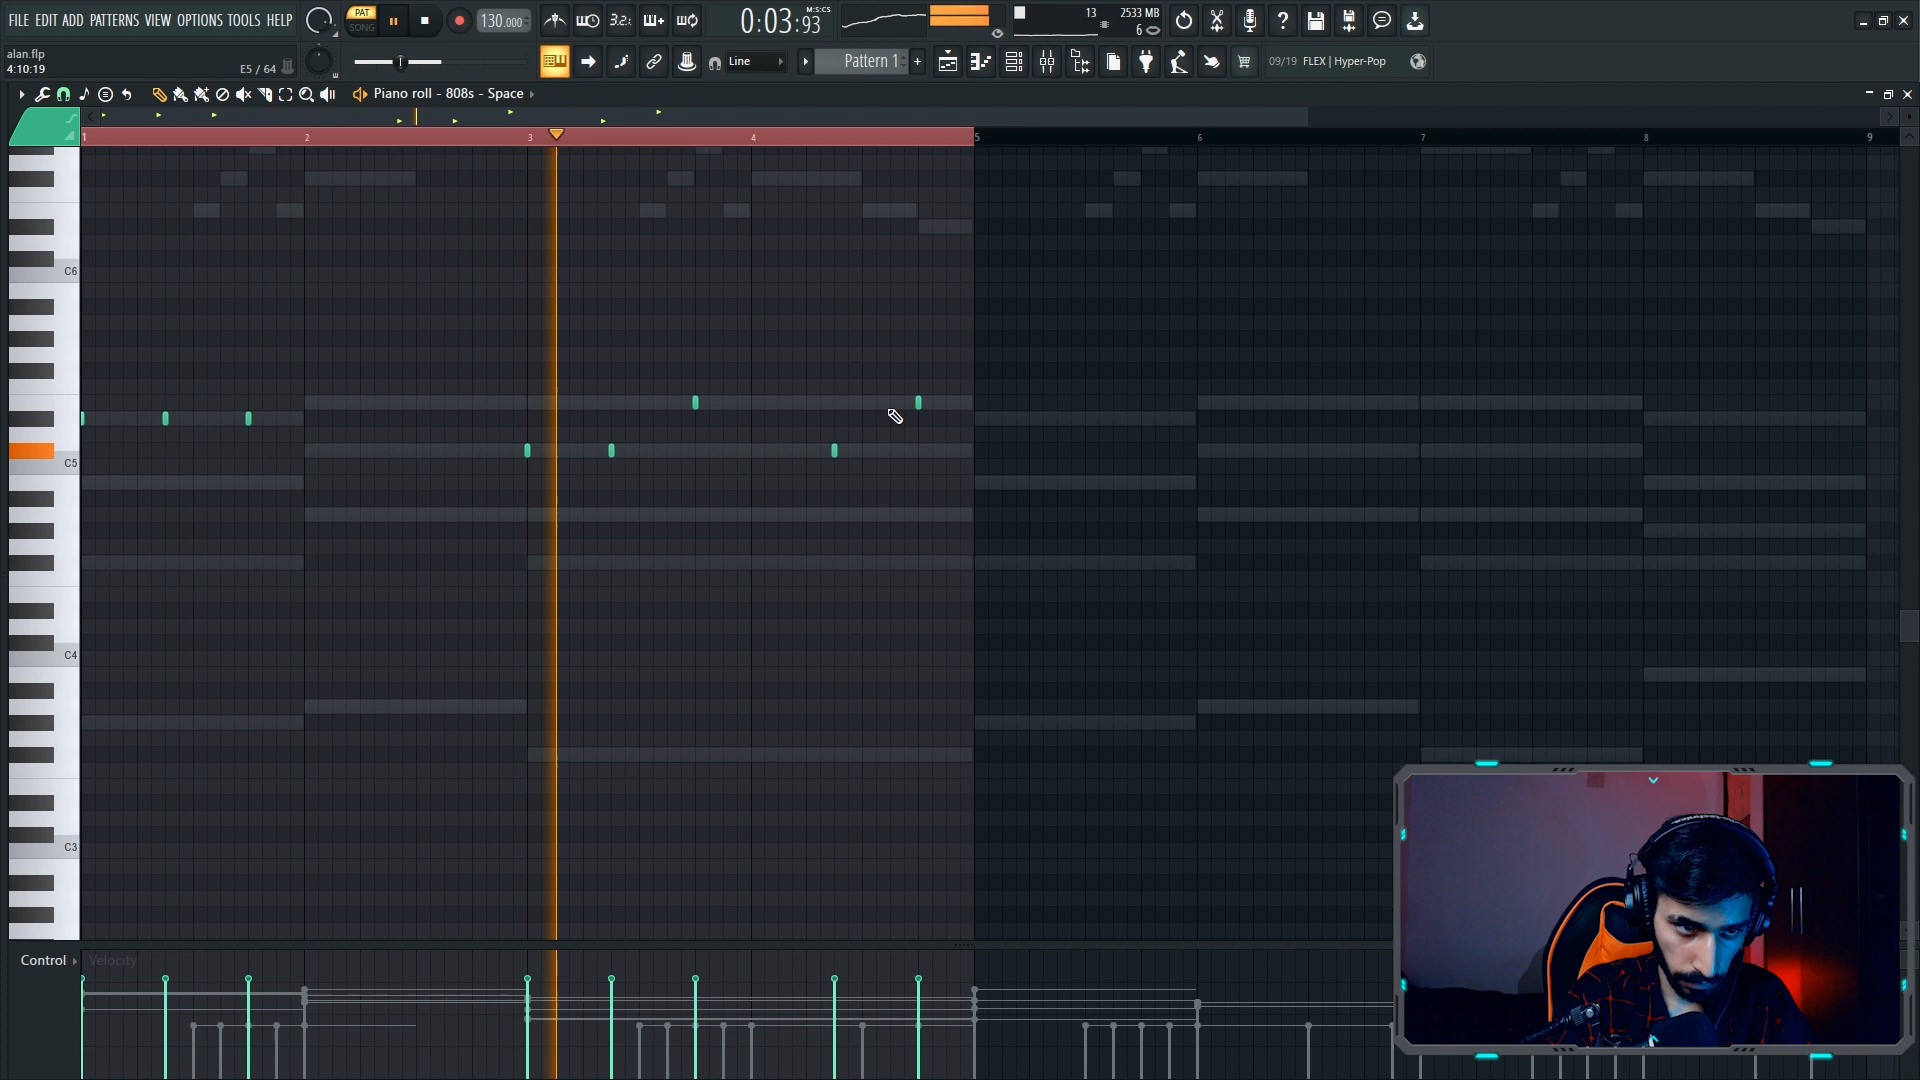 FILE EDIT ADD PATTERNS VIEW OPTIONS TOOLS HELP
PAT
SONG
130.000
3.2.
0:03:93
M:S:CS
13
2533 MB
6
alan.flp
4:10:19
E5 / 64
Line
Pattern 1
+
09/19 FLEX | Hyper-Pop
Piano roll - 808s - Space
1
2
3
4
5
6
7
8
9
C6
C5
C4
C3
Control
Velocity